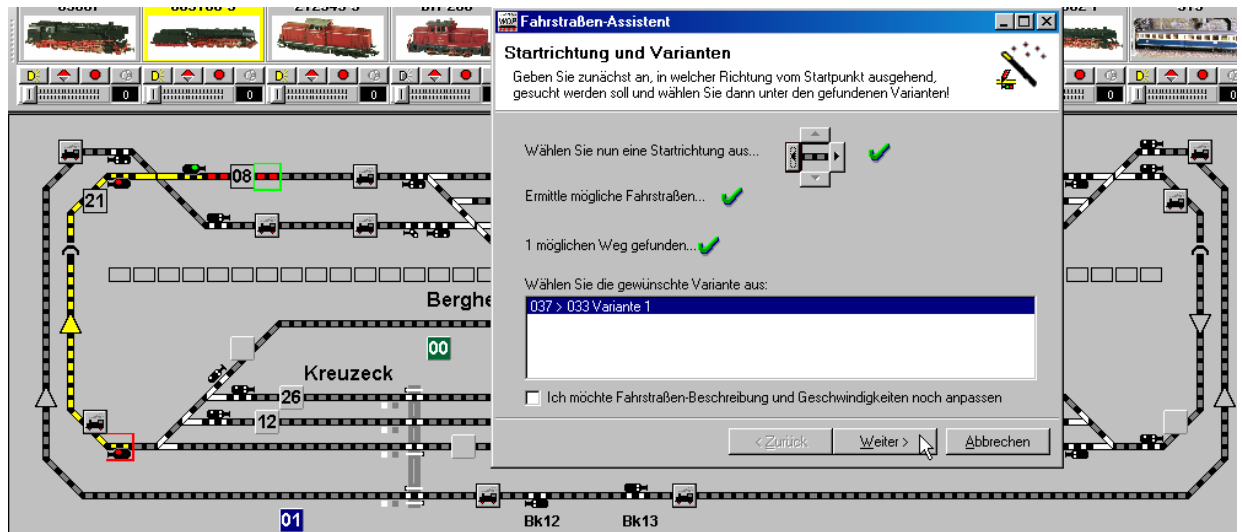 Fahrstraßen-Assistent
Startrichtung und Varianten
Geben Sie zunächst an, in welcher Richtung vom Startpunkt ausgehend,
gesucht werden soll und wählen Sie dann unter den gefundenen Varianten!
0 0 0 0 0
Wählen Sie nun eine Startrichtung aus...
08
21
Ermittle mögliche Fahrstraßen...
1 möglichen Weg gefunden...
Wählen Sie die gewünschte Variante aus:
037 > 033 Variante 1
00
Kreuzeck
26
12
Ich möchte Fahrstraßen-Beschreibung und Geschwindigkeiten noch anpassen
< Zurück Weiter > Abbrechen
01
Bk12 Bk13